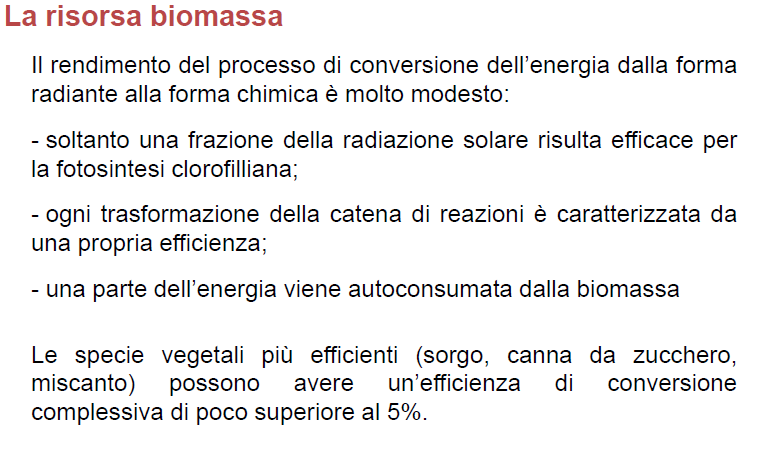 La risorsa biomassa
Il rendimento del processo di conversione dell’energia dalla forma
radiante alla forma chimica è molto modesto:
- soltanto una frazione della radiazione solare risulta efficace per
la fotosintesi clorofilliana;
- ogni trasformazione della catena di reazioni è caratterizzata da
una propria efficienza;
- una parte dell’energia viene autoconsumata dalla biomassa
Le specie vegetali più efficienti (sorgo, canna da zucchero,
miscanto) possono avere un’efficienza di conversione
complessiva di poco superiore al 5%.